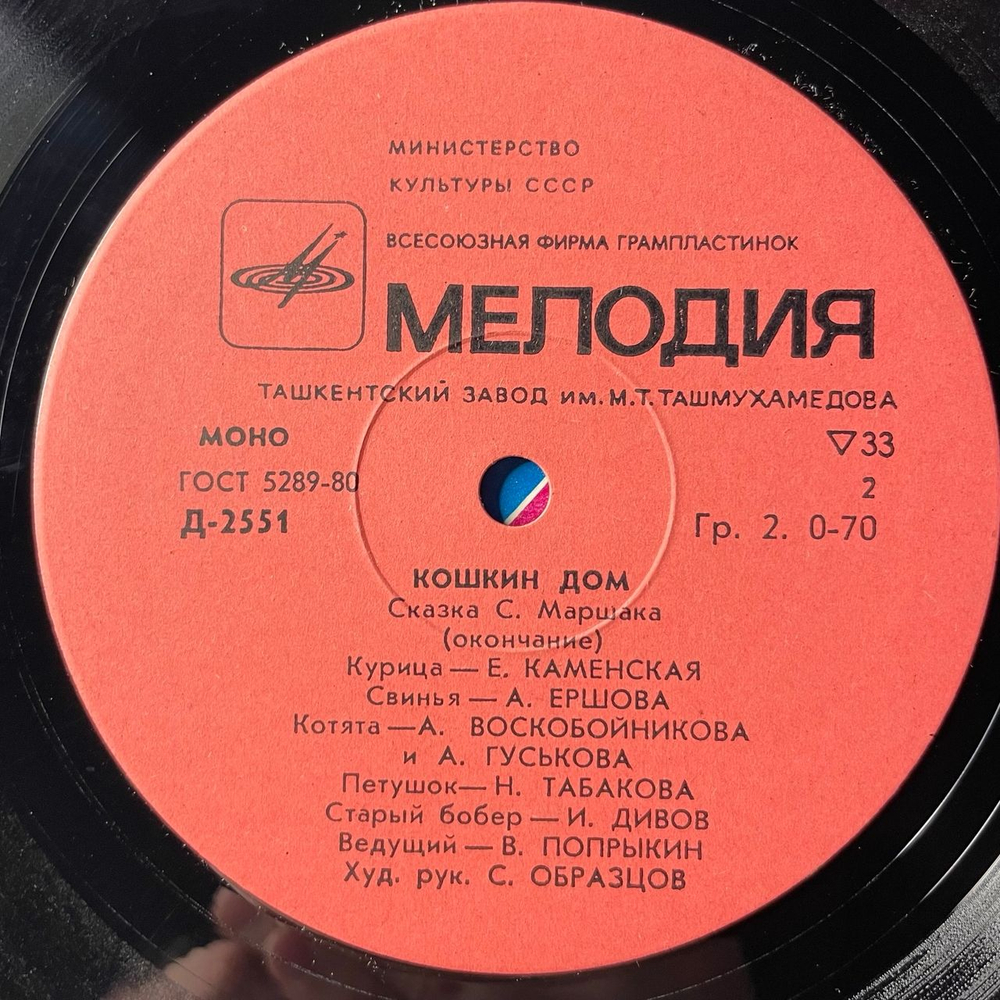 МИНИСТЕРСТВО
КУЛЬТУРЫ СССР
ВСЕСОЮЗНАЯ ФИРМА ГРАМПЛАСТИНОК
МЕЛОДИЯ
ТАШКЕНТСКИЙ ЗАВОД им. М.Т. ТАШМУХАМЕДОВА
МОНО ▽33
ГОСТ 5289-80 2
Д-2551 Гр. 2. 0-70
КОШКИН ДОМ
Сказка С. Маршака
(окончание)
Курица — Е. КАМЕНСКАЯ
Свинья — А. ЕРШОВА
Котята — А. ВОСКОБОЙНИКОВА
и А. ГУСЬКОВА
Петушок — Н. ТАБАКОВА
Старый бобер — И. ДИВОВ
Ведущий — В. ПОПРЫКИН
Худ. рук. С. ОБРАЗЦОВ